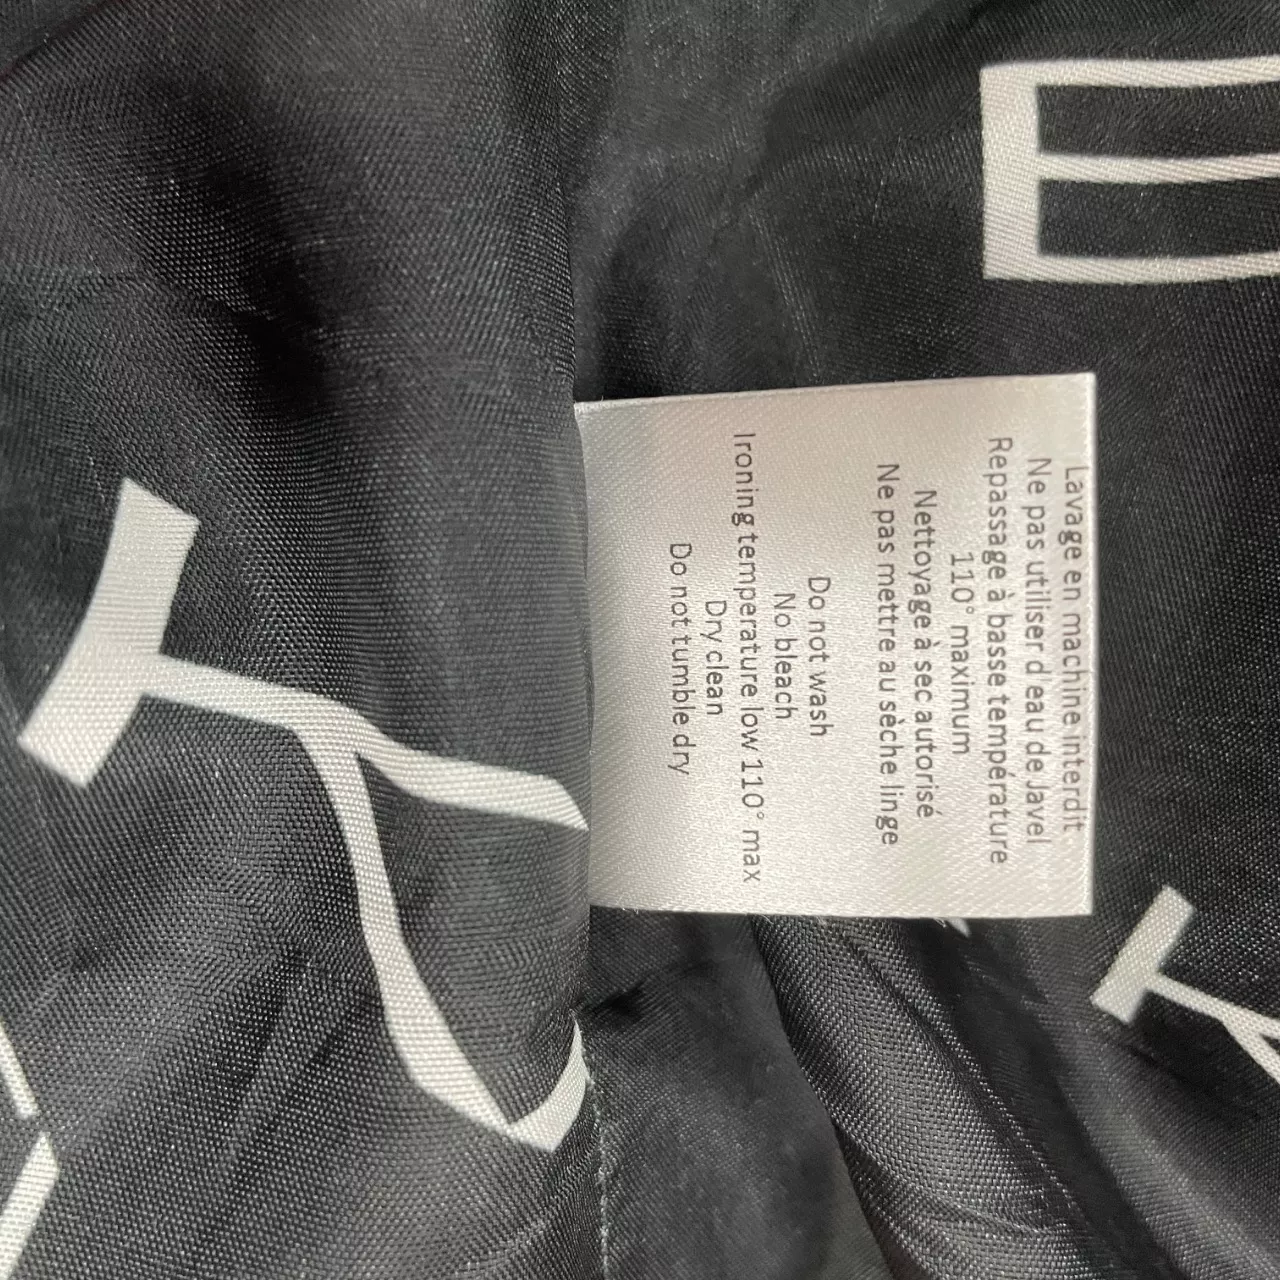 Lavage en machine interdit
Ne pas utiliser d eau de Javel
Repassage à basse température
110° maximum
Nettoyage à sec autorisé
Ne pas mettre au sèche linge
Do not wash
No bleach
Ironing temperature low 110° max
Dry clean
Do not tumble dry
E